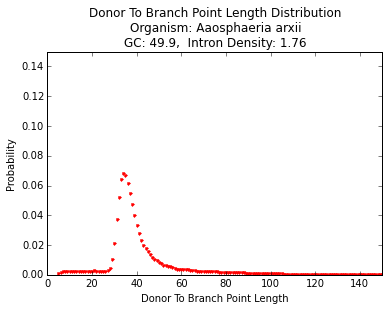 Donor To Branch Point Length Distribution
Organism: Aaosphaeria arxii
GC: 49.9,  Intron Density: 1.76
0.14
0.12
0.10
0.08
0.06
0.04
0.02
0.00
Probability
0 20 40 60 80 100 120 140
Donor To Branch Point Length